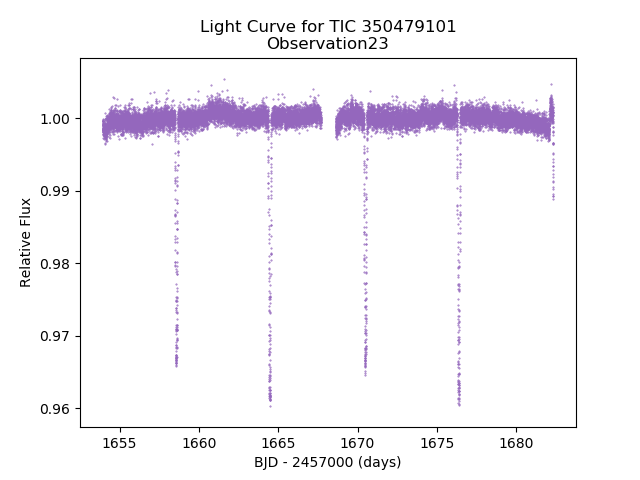 Light Curve for TIC 350479101
Observation23
1.00
0.99
0.98
0.97
0.96
Relative Flux
1655
1660
1665
1670
1675
1680
BJD - 2457000 (days)